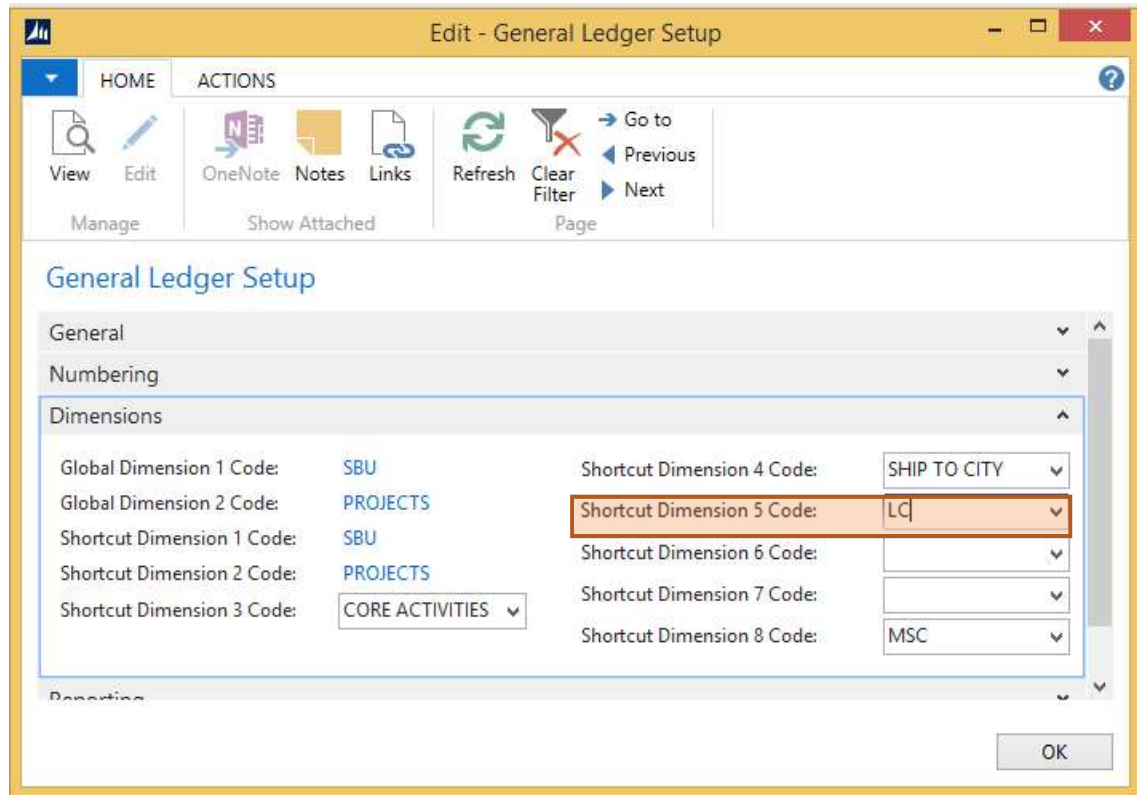 Edit - General Ledger Setup
HOME ACTIONS
View Edit OneNote Notes Links Refresh Clear Filter
Go to
Previous
Next
Manage Show Attached Page
General Ledger Setup
General
Numbering
Dimensions
Global Dimension 1 Code: SBU
Global Dimension 2 Code: PROJECTS
Shortcut Dimension 1 Code: SBU
Shortcut Dimension 2 Code: PROJECTS
Shortcut Dimension 3 Code: CORE ACTIVITIES
Shortcut Dimension 4 Code: SHIP TO CITY
Shortcut Dimension 5 Code: LC
Shortcut Dimension 6 Code:
Shortcut Dimension 7 Code:
Shortcut Dimension 8 Code: MSC
Reporting
OK